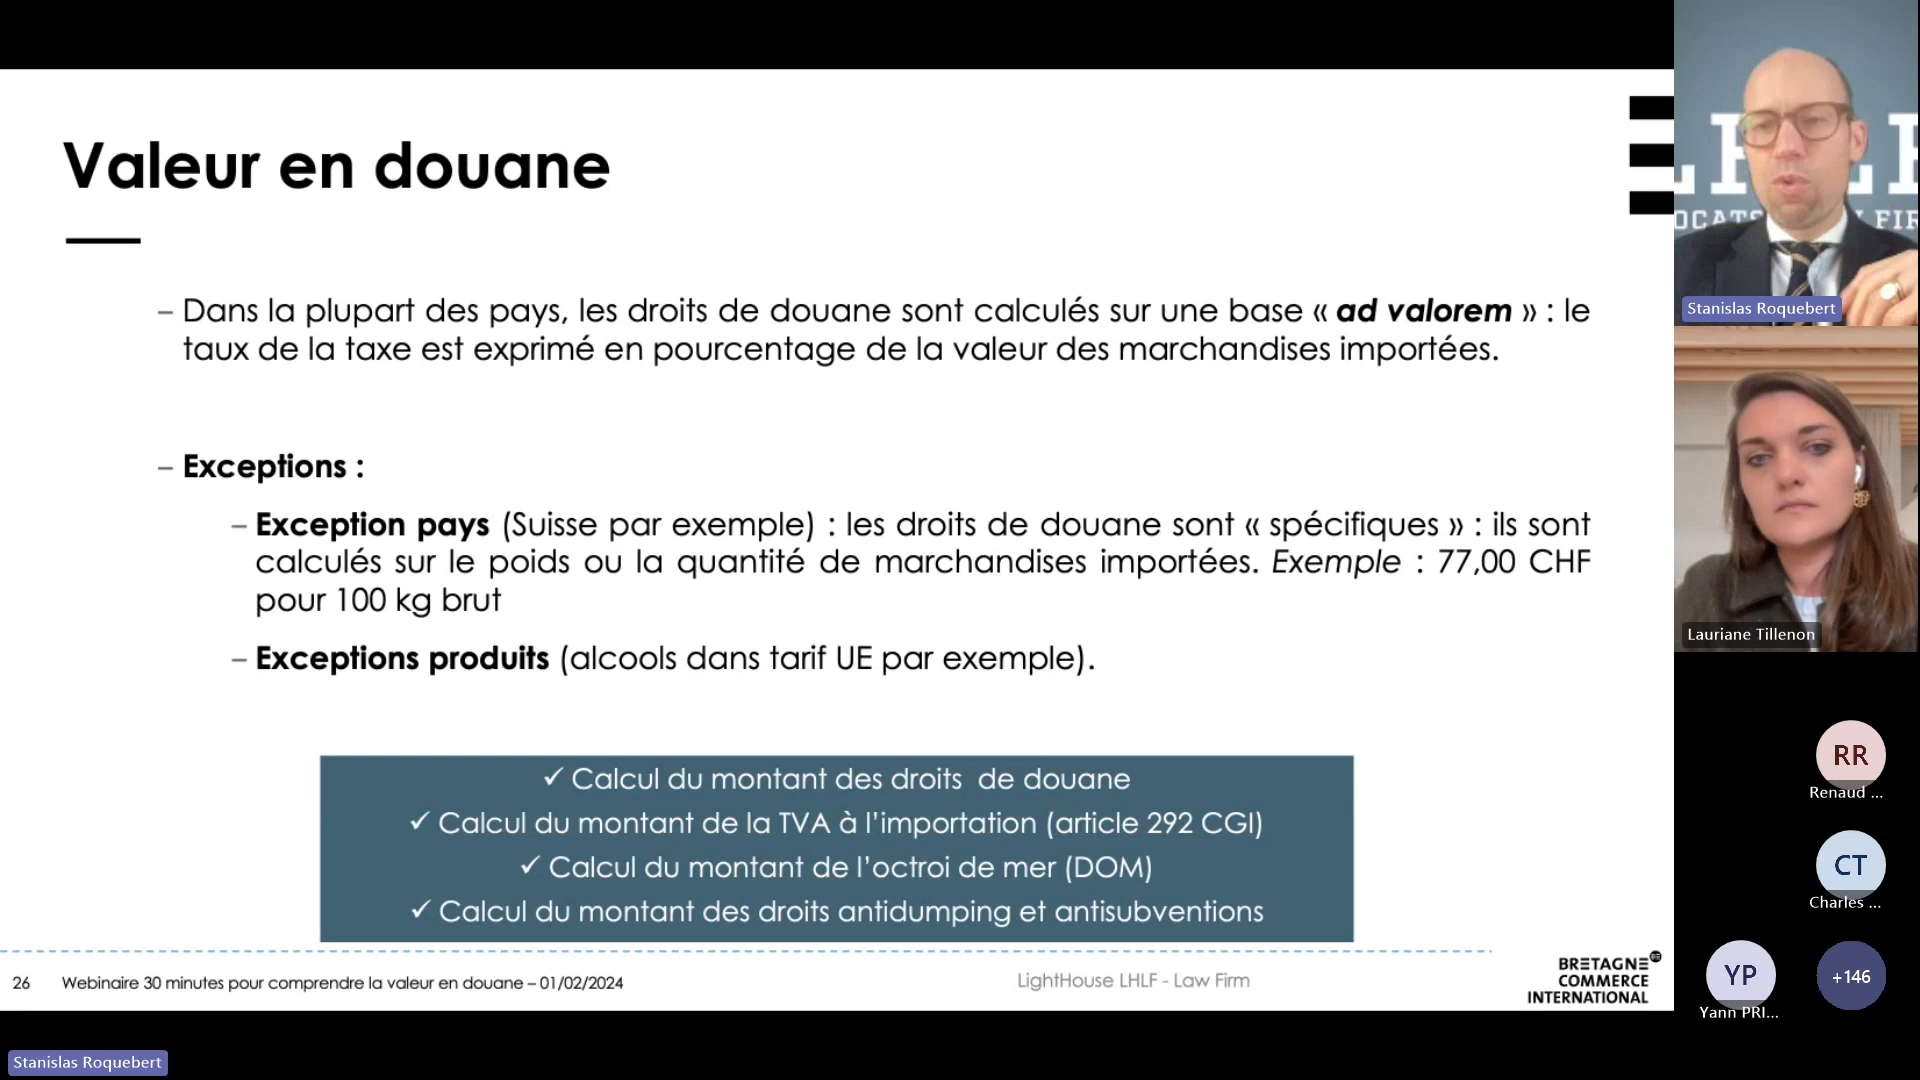 Valeur en douane
– Dans la plupart des pays, les droits de douane sont calculés sur une base « ad valorem » : le
taux de la taxe est exprimé en pourcentage de la valeur des marchandises importées.
– Exceptions :
– Exception pays (Suisse par exemple) : les droits de douane sont « spécifiques » : ils sont
calculés sur le poids ou la quantité de marchandises importées. Exemple : 77,00 CHF
pour 100 kg brut
– Exceptions produits (alcools dans tarif UE par exemple).
✓ Calcul du montant des droits de douane
✓ Calcul du montant de la TVA à l’importation (article 292 CGI)
✓ Calcul du montant de l’octroi de mer (DOM)
✓ Calcul du montant des droits antidumping et antisubventions
26
Webinaire 30 minutes pour comprendre la valeur en douane – 01/02/2024
LightHouse LHLF - Law Firm
BRETAGNE
COMMERCE
INTERNATIONAL
Stanislas Roquebert
Lauriane Tillenon
RR
Renaud ...
CT
Charles ...
YP
Yann PRI...
+146
Stanislas Roquebert